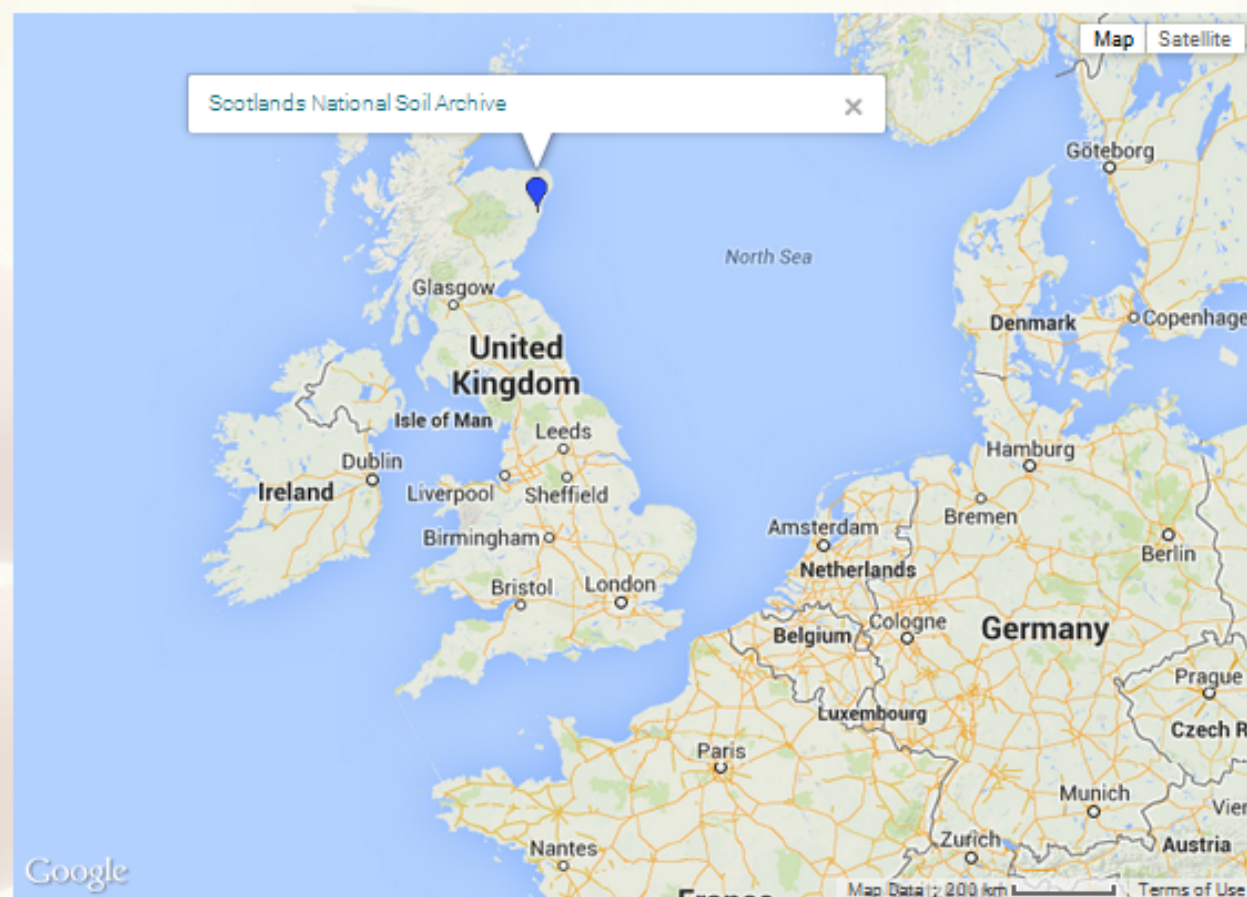 Map Satellite
Scotlands National Soil Archive
Göteborg
North Sea
Glasgow
Denmark
Copenhage
United
Kingdom
Isle of Man
Leeds
Hamburg
Dublin
Ireland
Liverpool
Sheffield
Bremen
Amsterdam
Birmingham
Berlin
Netherlands
Bristol
London
Cologne
Germany
Belgium
Prague
Luxembourg
Czech R
Paris
Munich
Vier
Nantes
Zurich
Austria
Google
France
Map Data 200 km Terms of Use